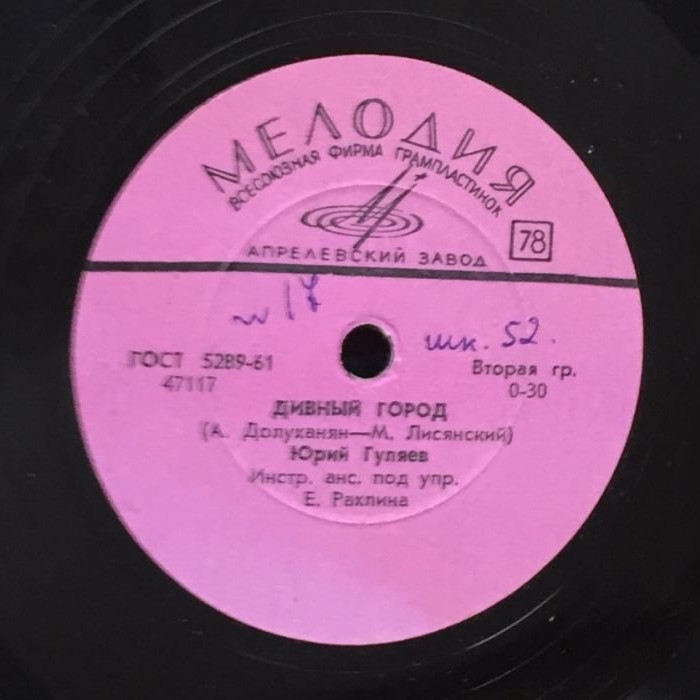 МЕЛОДИЯ
ВСЕСОЮЗНАЯ ФИРМА ГРАМПЛАСТИНОК
78
АПРЕЛЕВСКИЙ ЗАВОД
17
шк. 52.
ГОСТ 5289-61
47117
Вторая гр.
0-30
ДИВНЫЙ ГОРОД
(А. Долуханян—М. Лисянский)
Юрий Гуляев
Инстр. анс. под упр.
Е. Рахлина